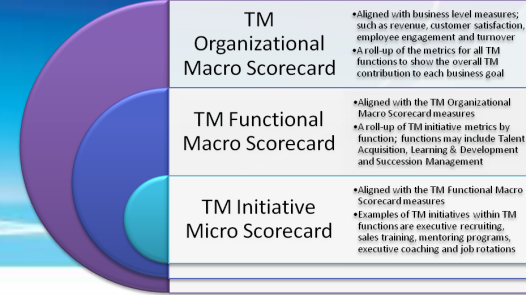 TM
Organizational
Macro Scorecard
•Aligned with business level measures;
such as revenue, customer satisfaction,
employee engagement and turnover
•A roll-up of the metrics for all TM
functions to show the overall TM
contribution to each business goal
TM Functional
Macro Scorecard
•Aligned with the TM Organizational
Macro Scorecard measures
•A roll-up of TM initiative metrics by
function; functions may include Talent
Acquisition, Learning & Development
and Succession Management
TM Initiative
Micro Scorecard
•Aligned with the TM Functional Macro
Scorecard measures
•Examples of TM initiatives within TM
functions are executive recruiting,
sales training, mentoring programs,
executive coaching and job rotations